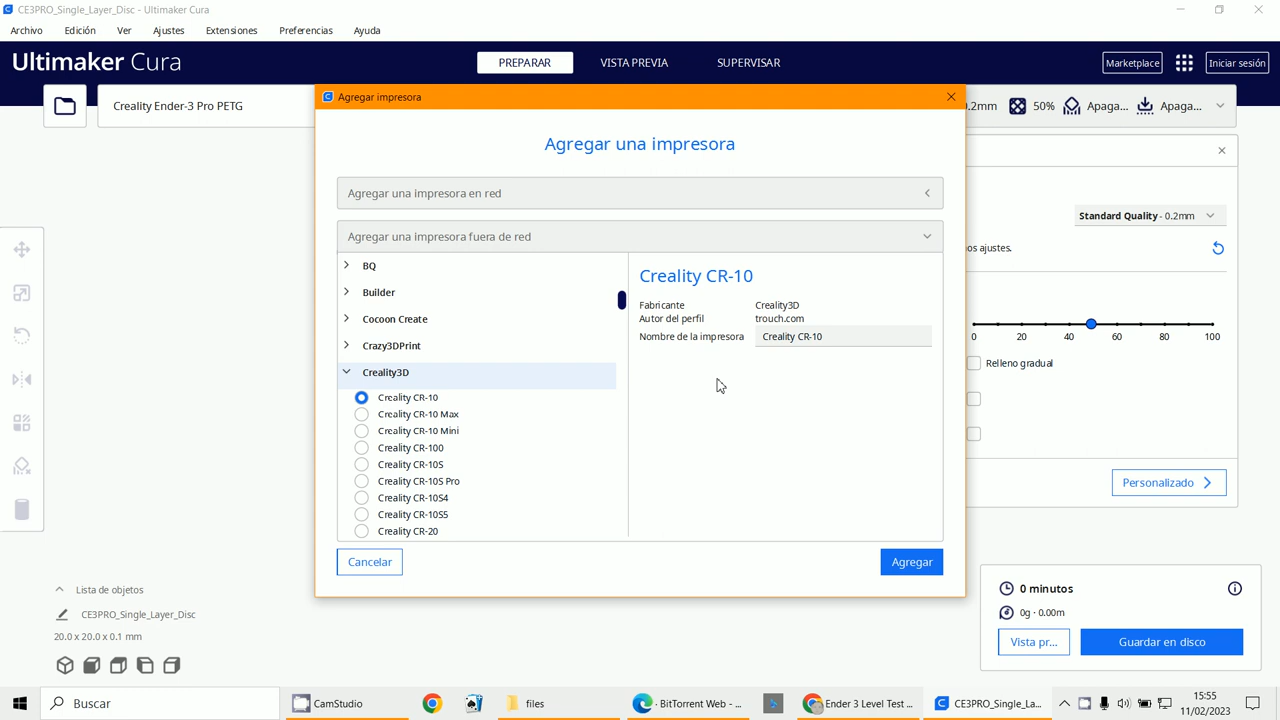 CE3PRO_Single_Layer_Disc - Ultimaker Cura
Archivo Edición Ver Ajustes Extensiones Preferencias Ayuda
Ultimaker Cura
PREPARAR VISTA PREVIA SUPERVISAR
Marketplace
Iniciar sesión
Creality Ender-3 Pro PETG
.2mm 50% Apaga... Apaga...
Agregar impresora
Agregar una impresora
Agregar una impresora en red
Agregar una impresora fuera de red
BQ
Builder
Cocoon Create
Crazy3DPrint
Creality3D
Creality CR-10
Creality CR-10 Max
Creality CR-10 Mini
Creality CR-100
Creality CR-10S
Creality CR-10S Pro
Creality CR-10S4
Creality CR-10S5
Creality CR-20
Creality CR-10
Fabricante Creality3D
Autor del perfil trouch.com
Nombre de la impresora Creality CR-10
Cancelar
Agregar
Standard Quality - 0.2mm
os ajustes.
0 20 40 60 80 100
Relleno gradual
Personalizado
Lista de objetos
CE3PRO_Single_Layer_Disc
20.0 x 20.0 x 0.1 mm
0 minutos
0g · 0.00m
Vista pr...
Guardar en disco
Buscar
CamStudio
files
· BitTorrent Web - ...
Ender 3 Level Test ...
CE3PRO_Single_La...
15:55
11/02/2023